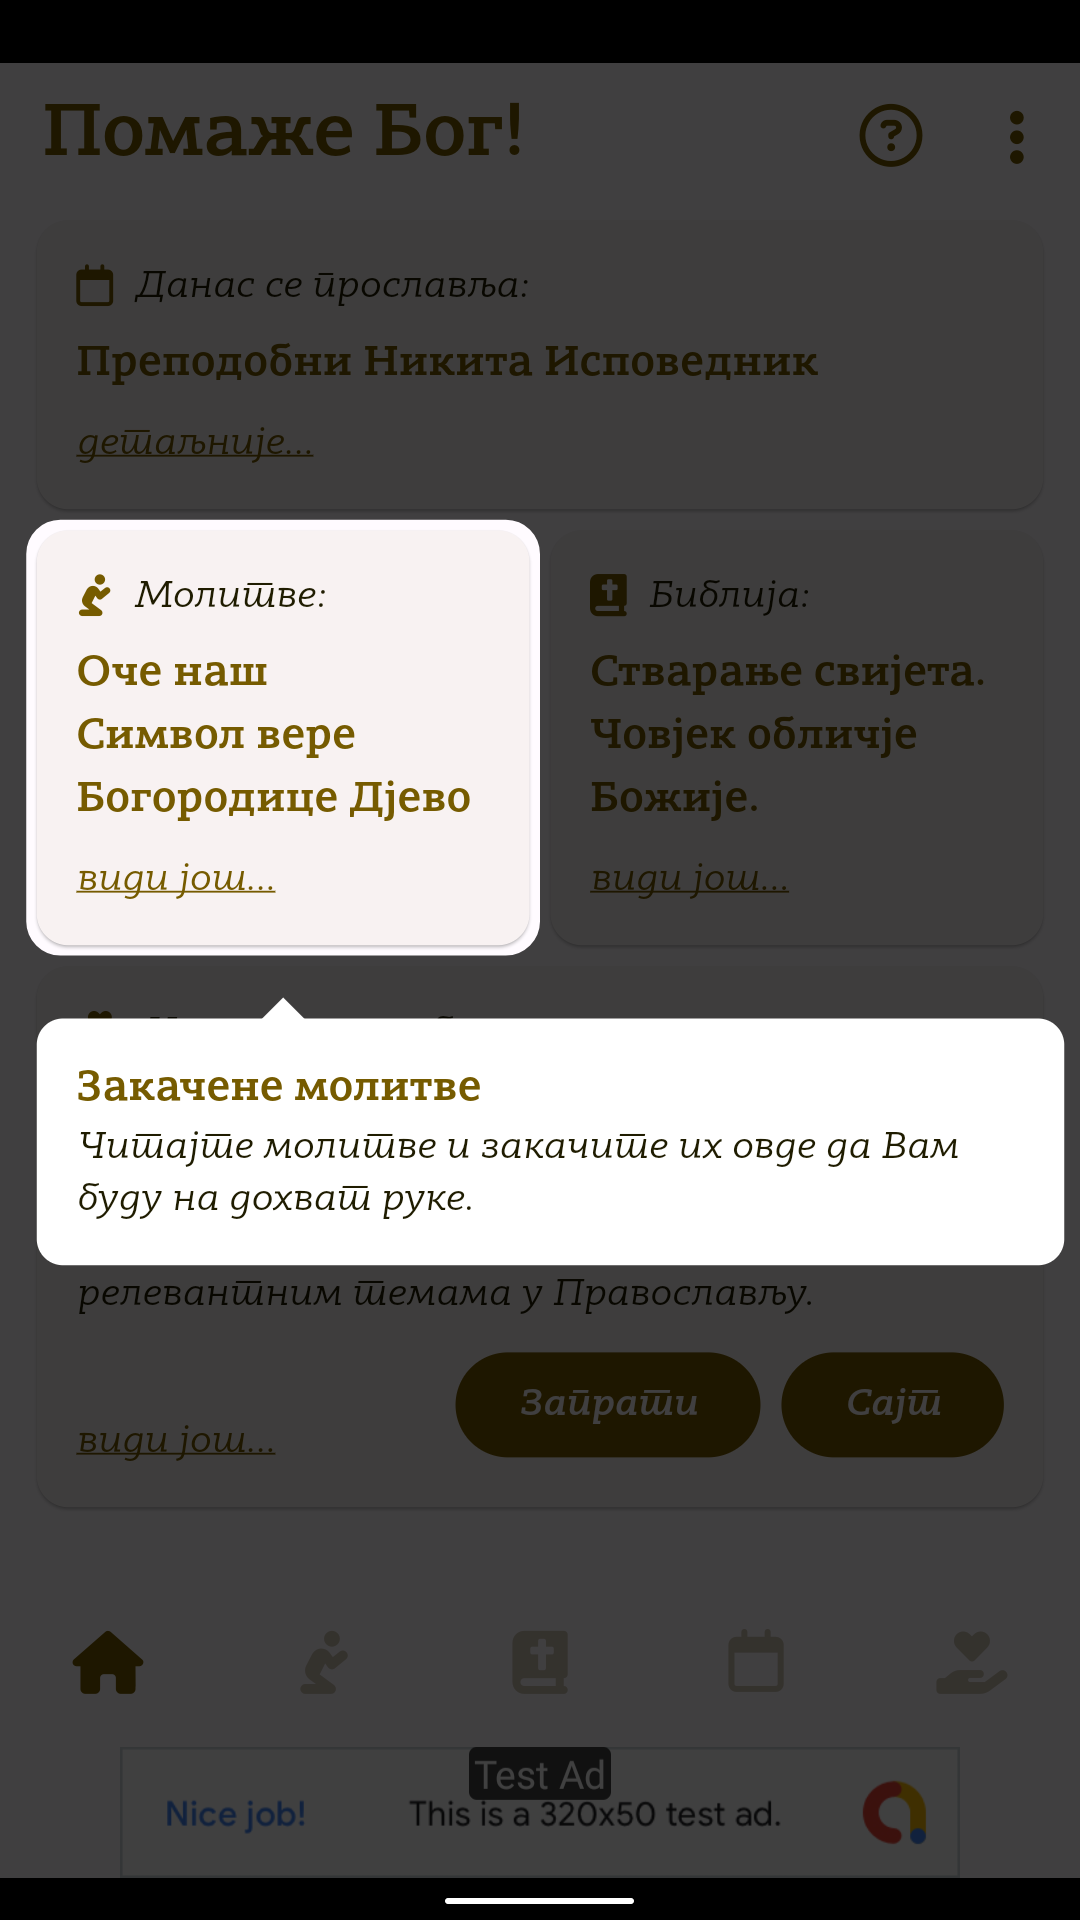 Помаже Бог!
Данас се прославља:
Преподобни Никита Исповедник
детаљније...
Молитве:
Оче наш
Символ вере
Богородице Дјево
види још...
Библија:
Стварање свијета.
Човјек обличје
Божије.
види још...
Закачене молитве
Читајте молитве и закачите их овде да Вам
буду на дохват руке.
релевантним темама у Православљу.
види још...
Запрати
Сајт
Test Ad
Nice job!
This is a 320x50 test ad.